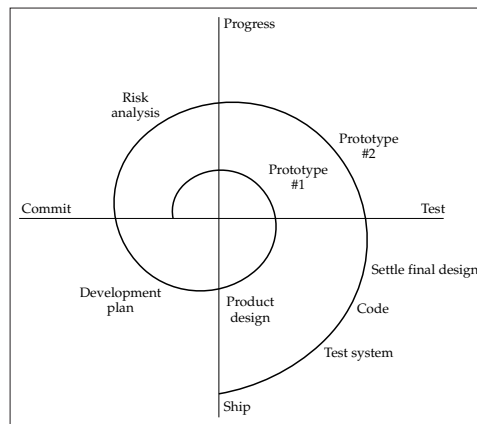 Progress
Risk
analysis
Prototype
#2
Prototype
#1
Commit
Test
Settle final design
Development
plan
Product
design
Code
Test system
Ship